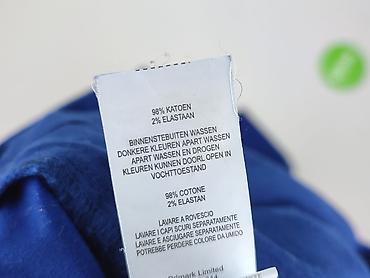 98% KATOEN
2% ELASTAAN
BINNENSTEBUITEN WASSEN
DONKERE KLEUREN APART WASSEN
APART WASSEN EN DROGEN
KLEUREN KUNNEN DOORL OPEN IN
VOCHTTOESTAND
98% COTONE
2% ELASTAN
LAVARE A ROVESCIO
LAVARE I CAPI SCURI SEPARATAMENTE
LAVARE E ASCIUGARE SEPARATAMENTE
POTREBBE PERDERE COLORE DA UMIDO
Primark Limited